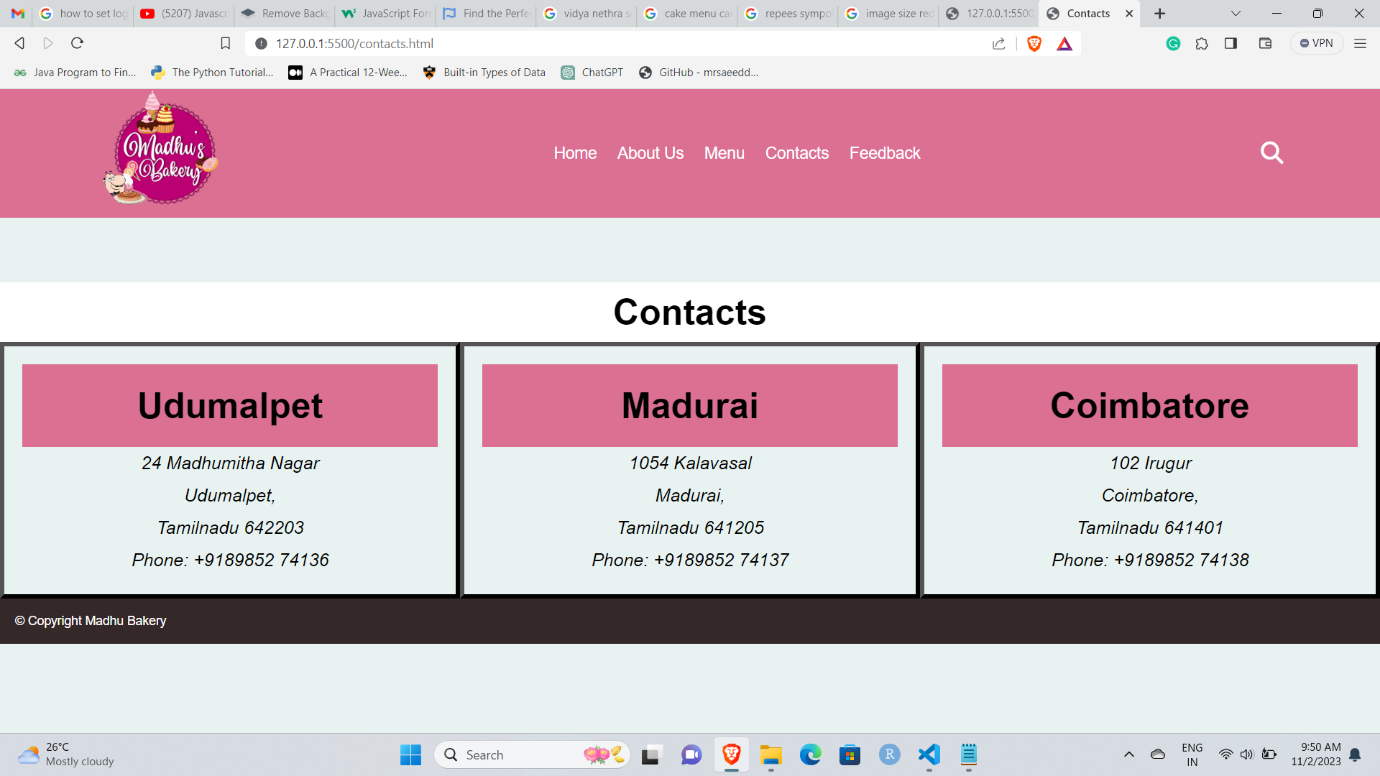 how to set log
(5207) Javascr
Remove Backg
JavaScript For
Find the Perfe
vidya nethra s
cake menu car
repees sympo
image size red
127.0.0.1:5500
Contacts
127.0.0.1:5500/contacts.html
VPN
Java Program to Fin...
The Python Tutorial...
A Practical 12-Wee...
Built-in Types of Data
ChatGPT
GitHub - mrsaeedd...
Madhu's
Bakery
Home About Us Menu Contacts Feedback
Contacts
Udumalpet
24 Madhumitha Nagar
Udumalpet,
Tamilnadu 642203
Phone: +9189852 74136
Madurai
1054 Kalavasal
Madurai,
Tamilnadu 641205
Phone: +9189852 74137
Coimbatore
102 Irugur
Coimbatore,
Tamilnadu 641401
Phone: +9189852 74138
© Copyright Madhu Bakery
26°C
Mostly cloudy
Search
R
ENG
IN
9:50 AM
11/2/2023